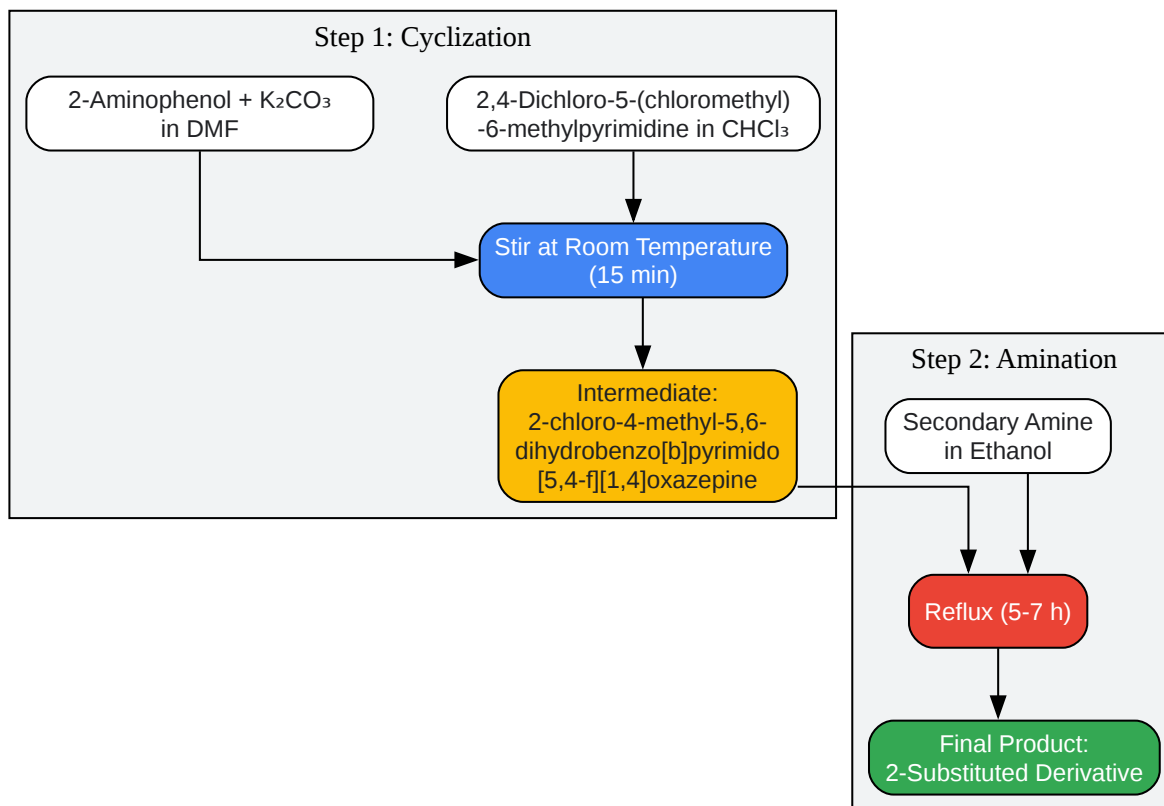 Step 1: Cyclization
2-Aminophenol + K₂CO₃
in DMF
2,4-Dichloro-5-(chloromethyl)
-6-methylpyrimidine in CHCl₃
Stir at Room Temperature
(15 min)
Intermediate:
2-chloro-4-methyl-5,6-
dihydrobenzo[b]pyrimido
[5,4-f][1,4]oxazepine
Step 2: Amination
Secondary Amine
in Ethanol
Reflux (5-7 h)
Final Product:
2-Substituted Derivative